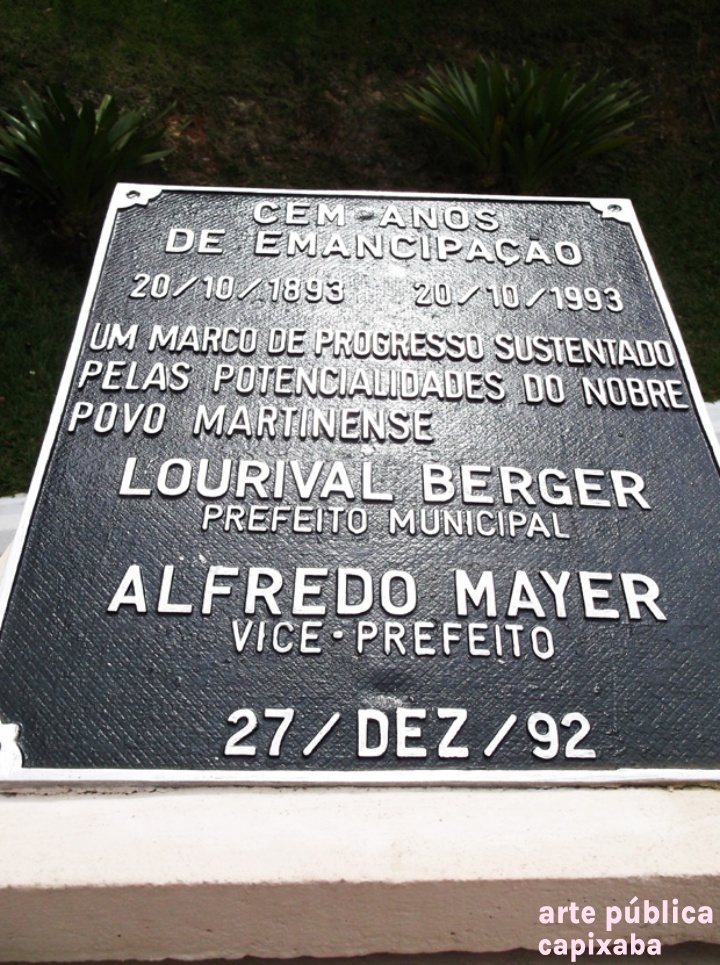 CEM ANOS
DE EMANCIPAÇÃO
20/10/1893 20/10/1993
UM MARCO DE PROGRESSO SUSTENTADO
PELAS POTENCIALIDADES DO NOBRE
POVO MARTINENSE
LOURIVAL BERGER
PREFEITO MUNICIPAL
ALFREDO MAYER
VICE-PREFEITO
27/DEZ/92
arte pública
capixaba